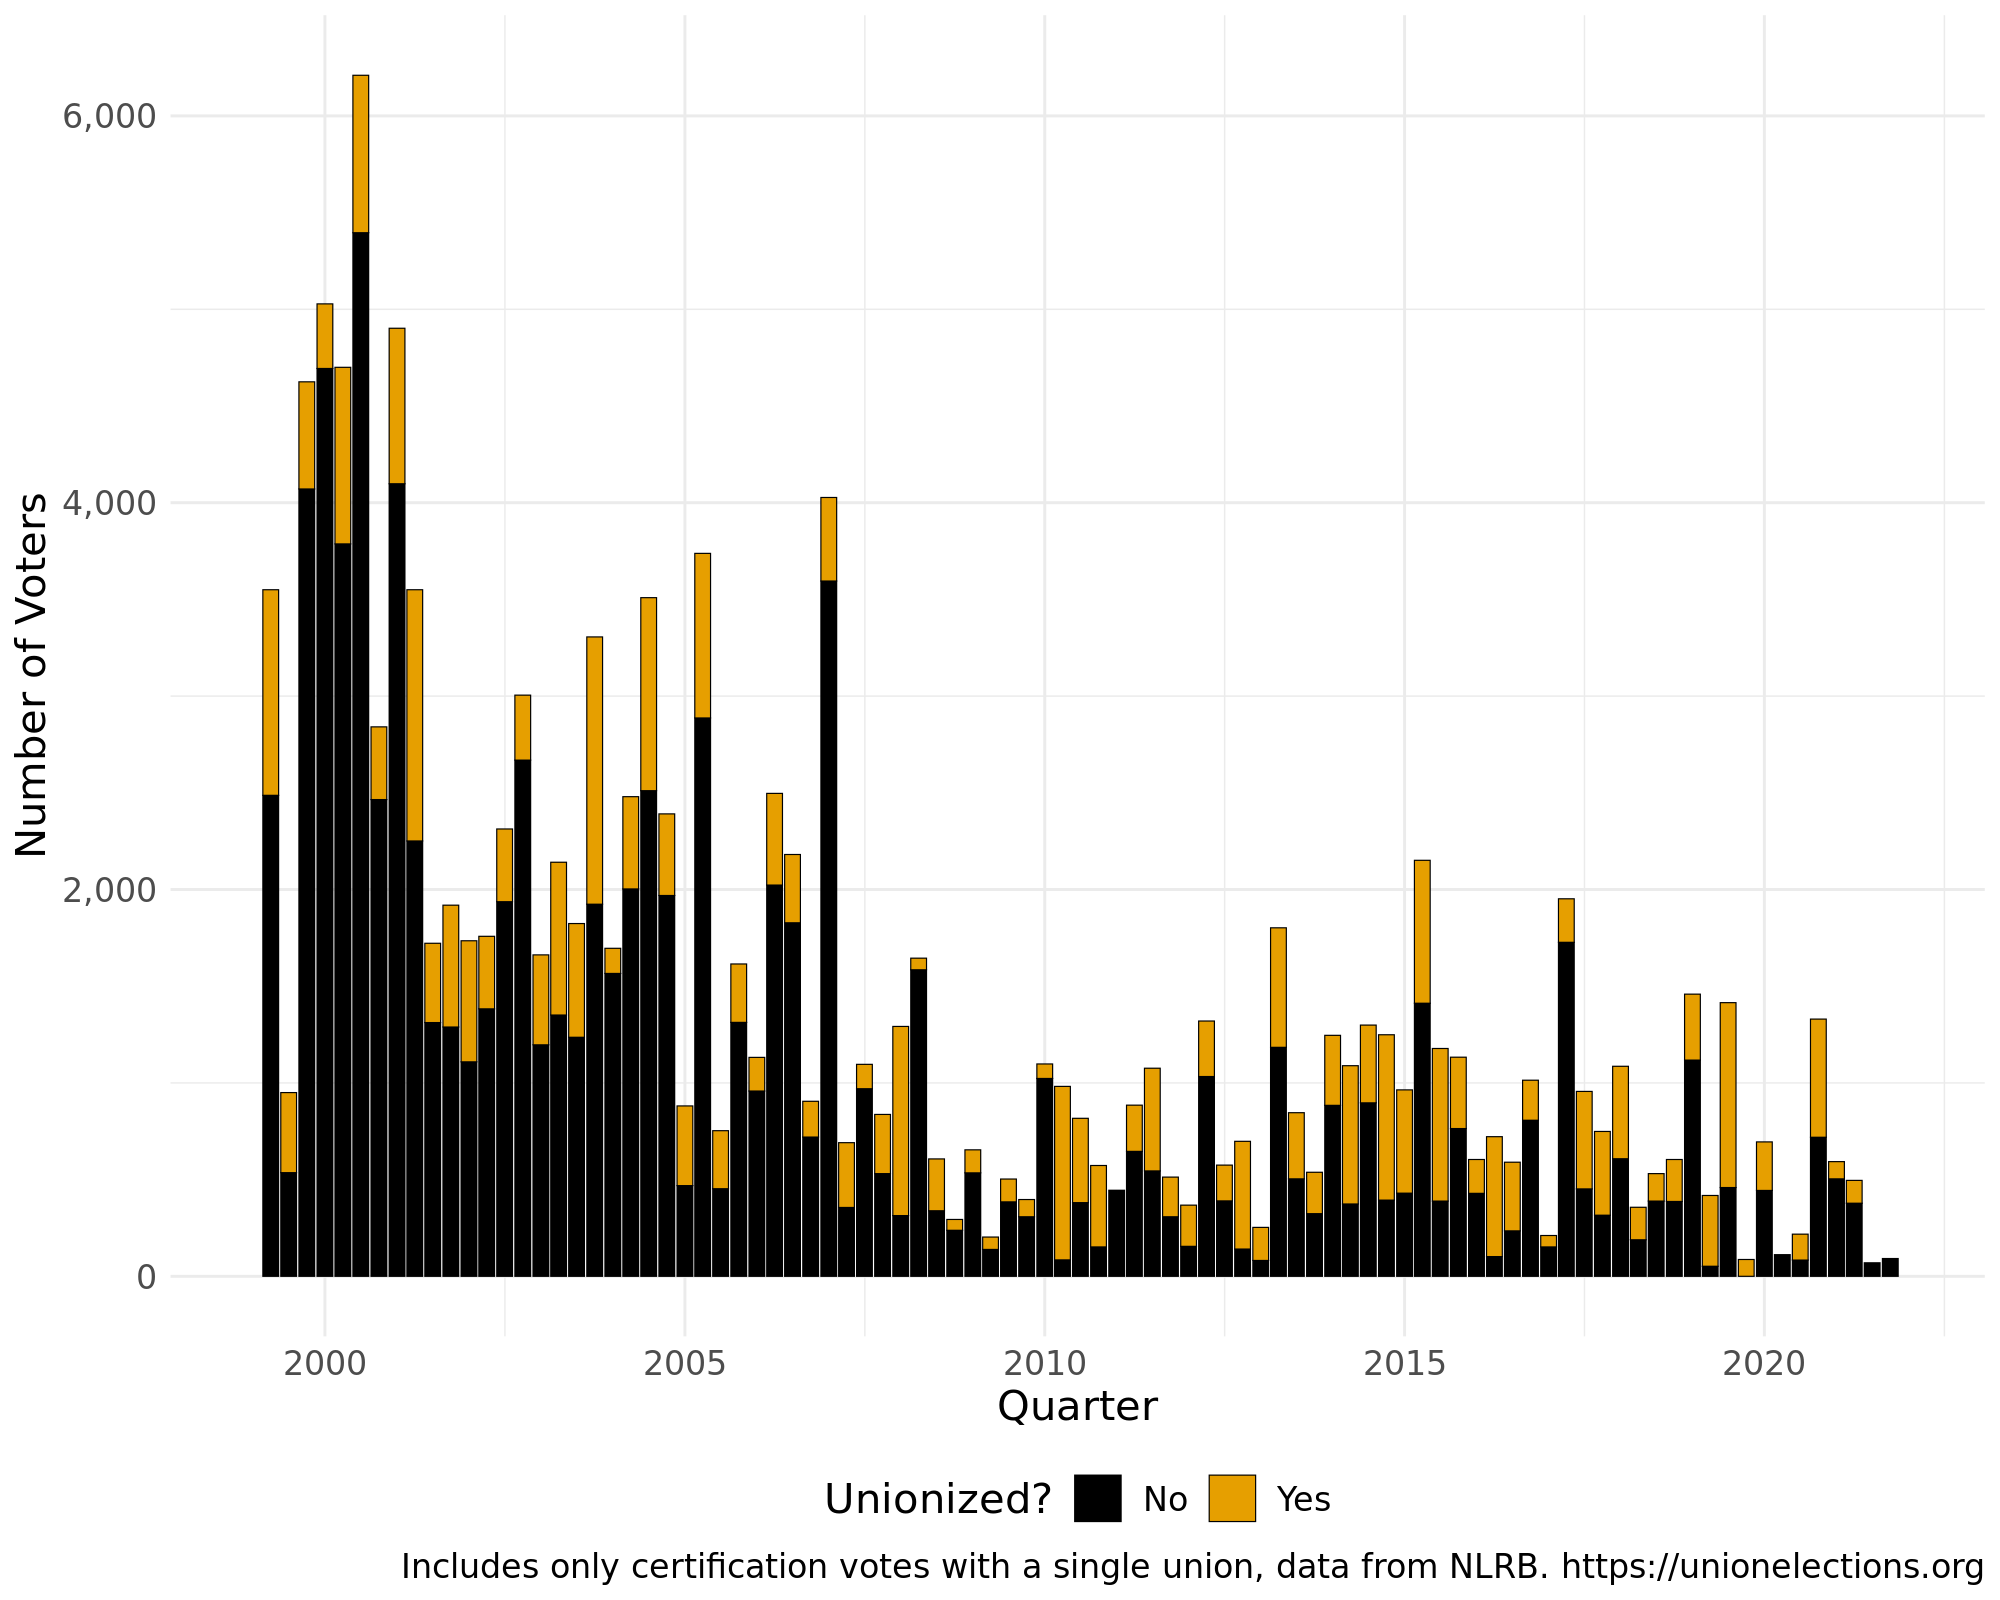 6,000
4,000
2,000
0
Number of Voters
2000 2005 2010 2015 2020
Quarter
Unionized? No Yes
Includes only certification votes with a single union, data from NLRB. https://unionelections.org